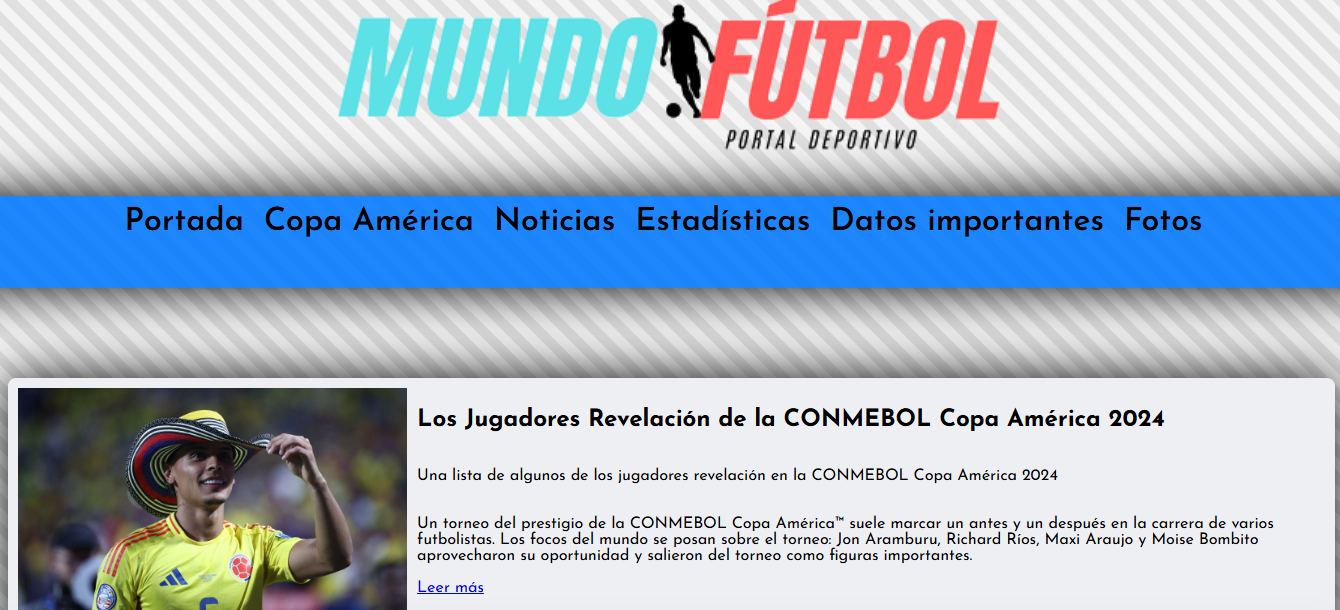 MUNDO FÚTBOL
PORTAL DEPORTIVO
Portada Copa América Noticias Estadísticas Datos importantes Fotos
Los Jugadores Revelación de la CONMEBOL Copa América 2024
Una lista de algunos de los jugadores revelación en la CONMEBOL Copa América 2024
Un torneo del prestigio de la CONMEBOL Copa América™ suele marcar un antes y un después en la carrera de varios
futbolistas. Los focos del mundo se posan sobre el torneo: Jon Aramburu, Richard Ríos, Maxi Araujo y Moise Bombito
aprovecharon su oportunidad y salieron del torneo como figuras importantes.
Leer más